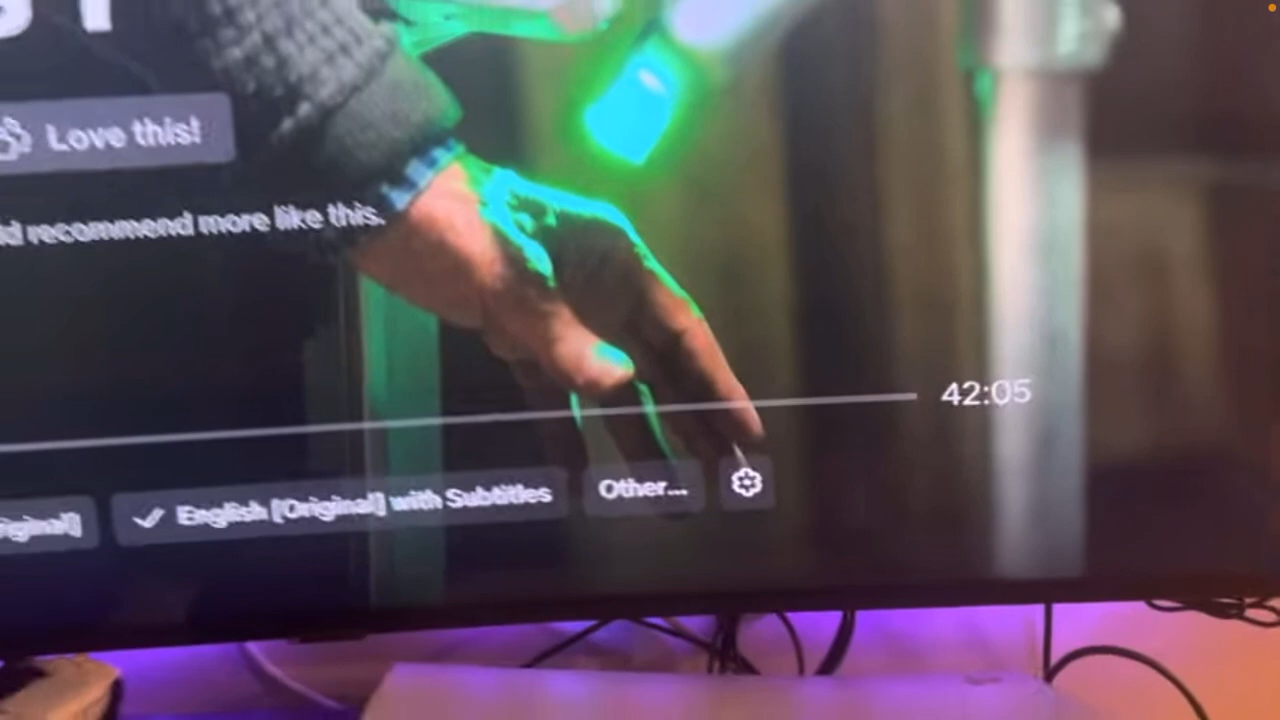 Love this!
recommend more like this.
42:05
English [Original] with Subtitles
Other...